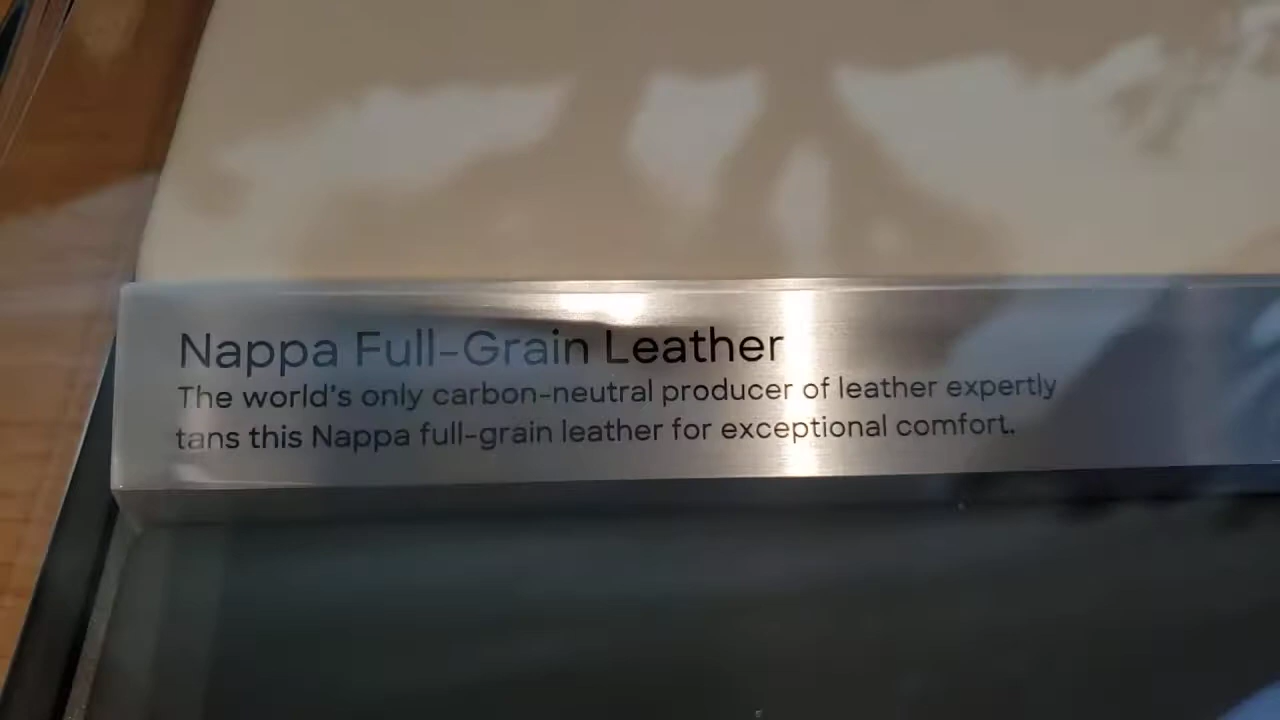 Nappa Full-Grain Leather
The world's only carbon-neutral producer of leather expertly
tans this Nappa full-grain leather for exceptional comfort.